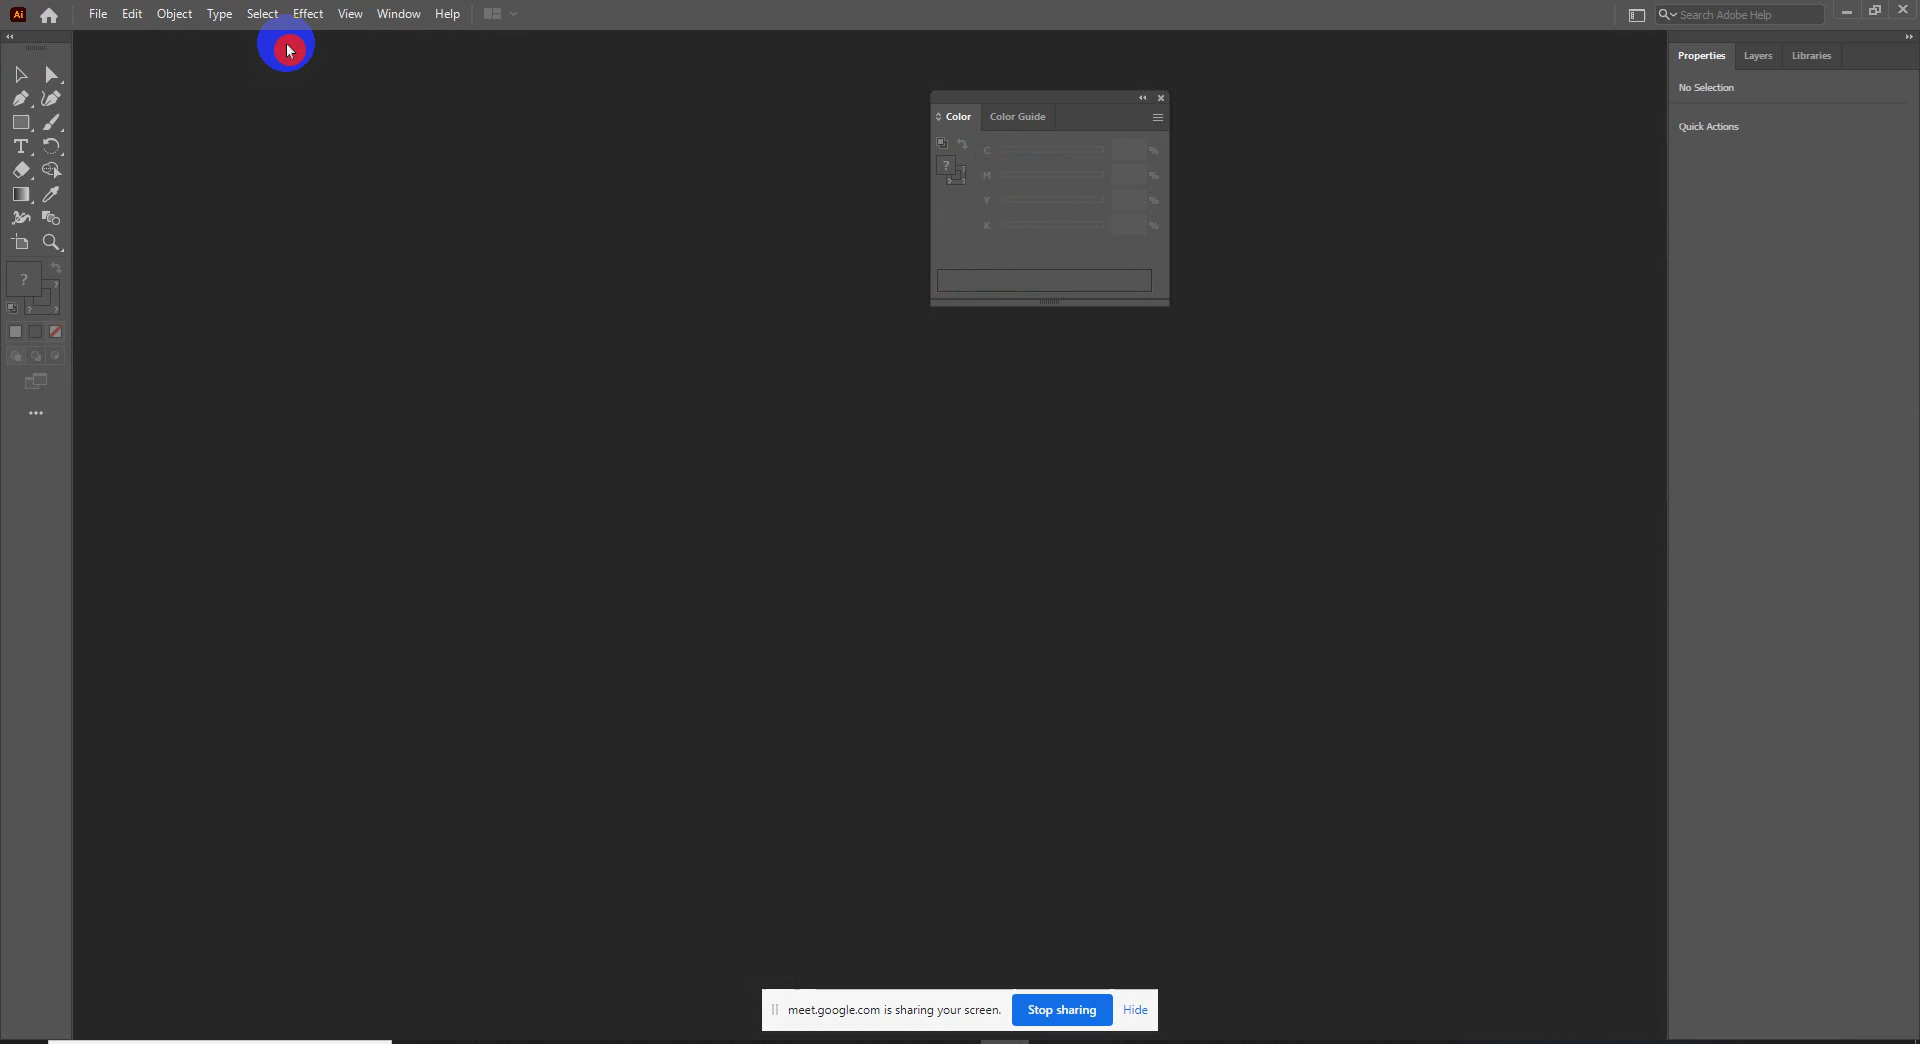 Ai File Edit Object Type Select Effect View Window Help Search Adobe Help
Properties Layers Libraries
No Selection
Quick Actions
Color Color Guide
C %
M %
Y %
K %
?
T
?
meet.google.com is sharing your screen. Stop sharing Hide